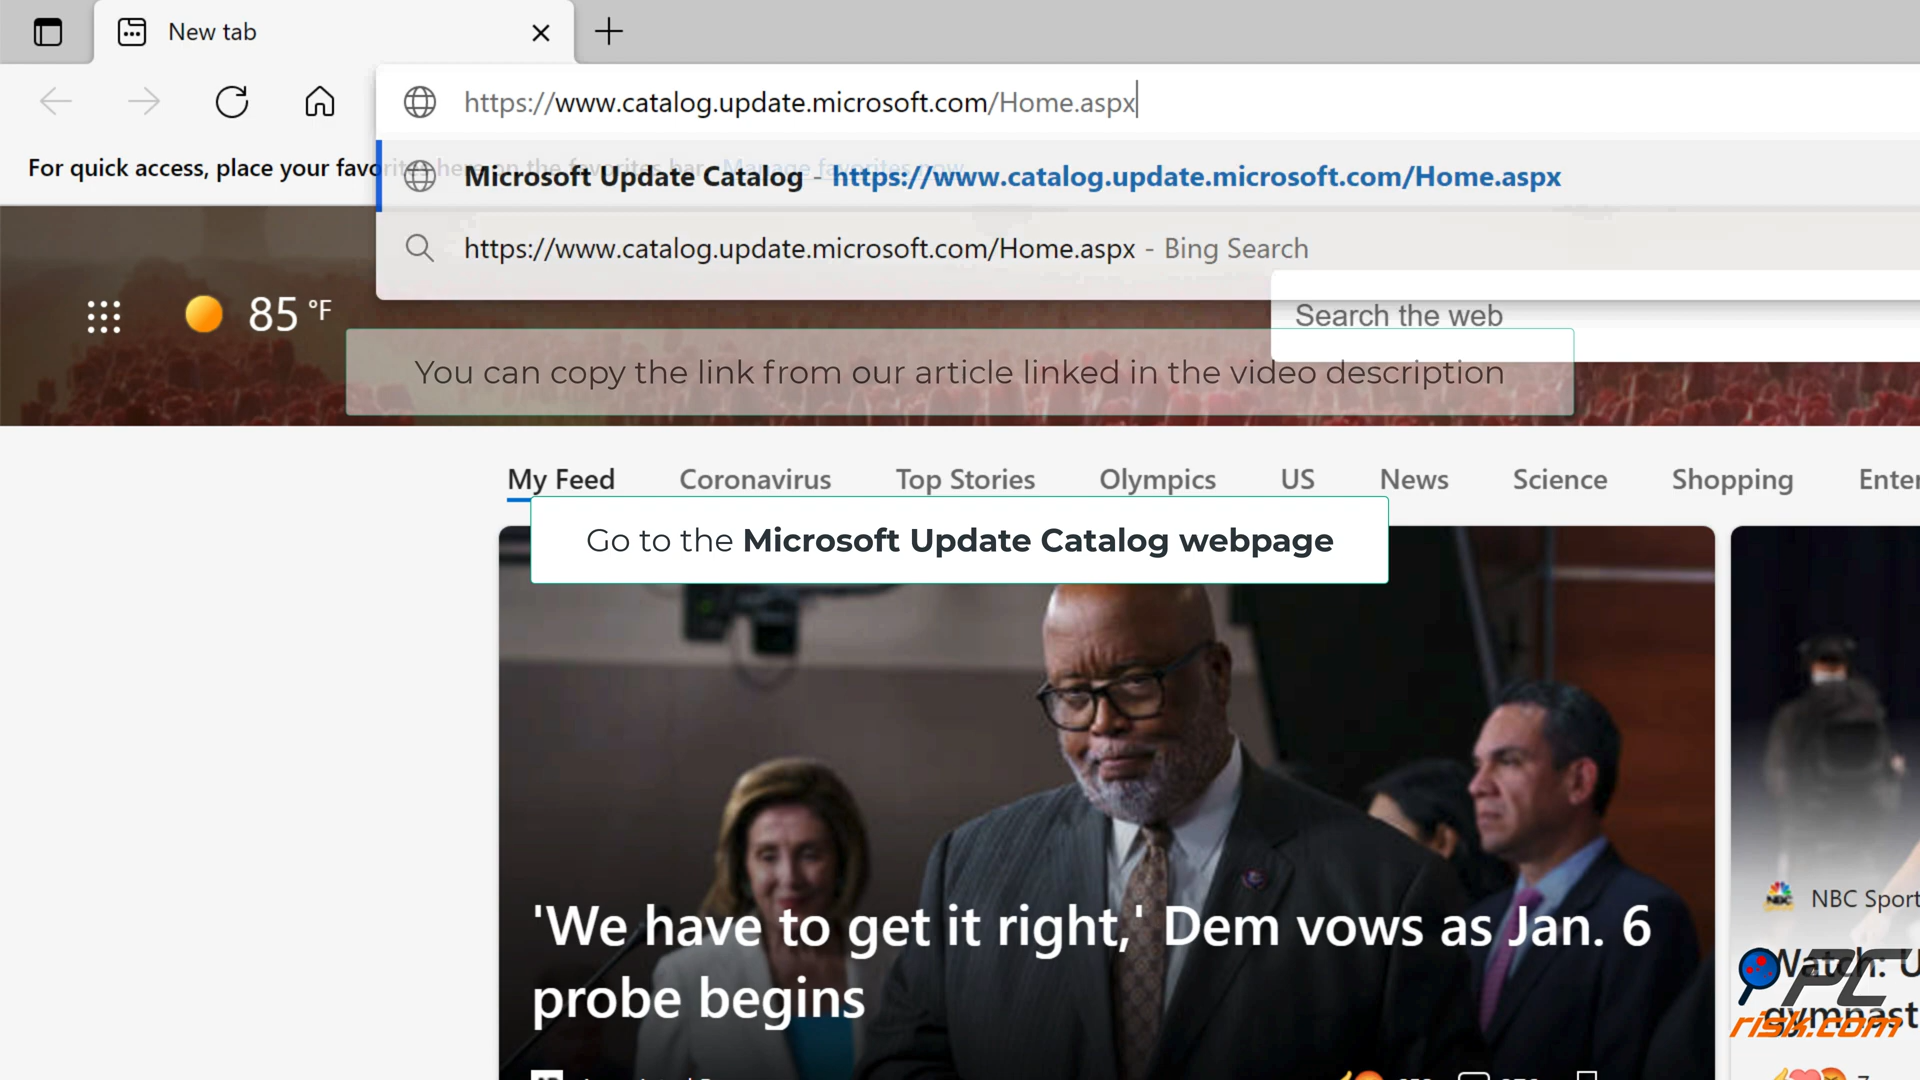 New tab
https://www.catalog.update.microsoft.com/Home.aspx
For quick access, place your favorites here on the favorites bar. Manage favorites now
Microsoft Update Catalog - https://www.catalog.update.microsoft.com/Home.aspx
https://www.catalog.update.microsoft.com/Home.aspx - Bing Search
85 °F
Search the web
You can copy the link from our article linked in the video description
My Feed Coronavirus Top Stories Olympics US News Science Shopping Enter
Go to the Microsoft Update Catalog webpage
'We have to get it right,' Dem vows as Jan. 6
probe begins
NBC Sport
Watch: U
gymnast
PC
risk.com